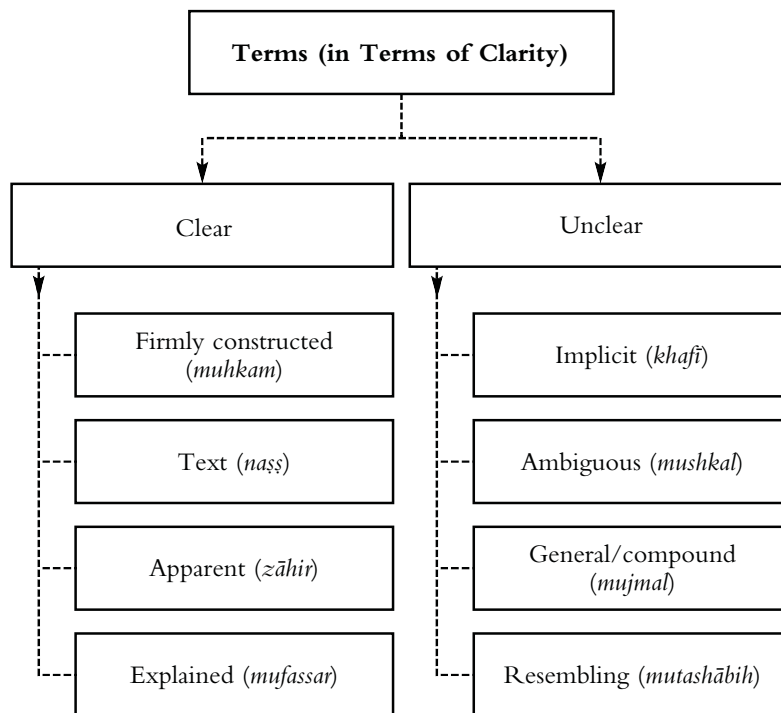 Terms (in Terms of Clarity)
Clear
Unclear
Firmly constructed
(muhkam)
Implicit (khafī)
Text (naṣṣ)
Ambiguous (mushkal)
Apparent (zāhir)
General/compound
(mujmal)
Explained (mufassar)
Resembling (mutashābih)